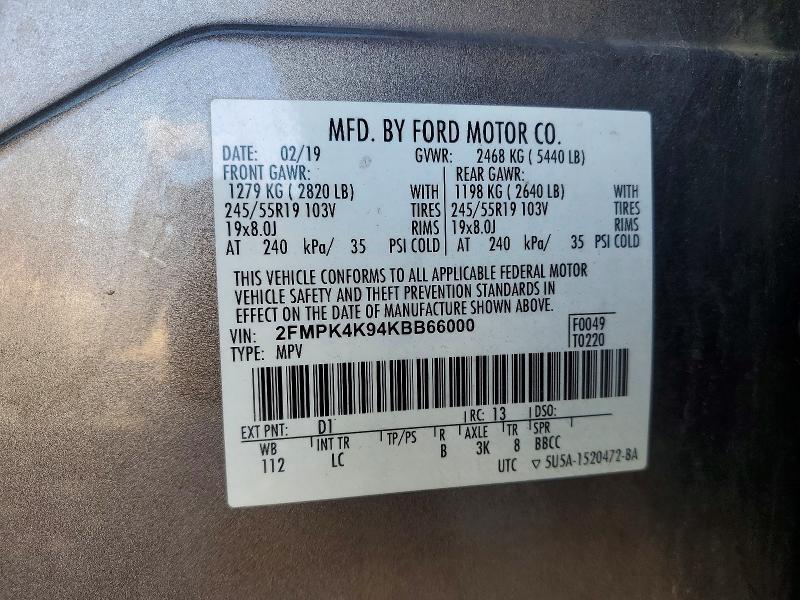 MFD. BY FORD MOTOR CO.
DATE: 02/19 GVWR: 2468 KG ( 5440 LB)
FRONT GAWR: REAR GAWR:
1279 KG ( 2820 LB) WITH 1198 KG ( 2640 LB) WITH
245/55R19 103V TIRES 245/55R19 103V TIRES
19x8.0J RIMS 19x8.0J RIMS
AT 240 kPa/ 35 PSI COLD AT 240 kPa/ 35 PSI COLD
THIS VEHICLE CONFORMS TO ALL APPLICABLE FEDERAL MOTOR
VEHICLE SAFETY AND THEFT PREVENTION STANDARDS IN
EFFECT ON THE DATE OF MANUFACTURE SHOWN ABOVE.
VIN: 2FMPK4K94KBB66000 F0049
TYPE: MPV T0220
EXT PNT: D1 RC: 13 DSO:
WB INT TR TP/PS R AXLE TR SPR
112 LC B 3K 8 BBCC
UTC ▽ 5U5A-1520472-BA